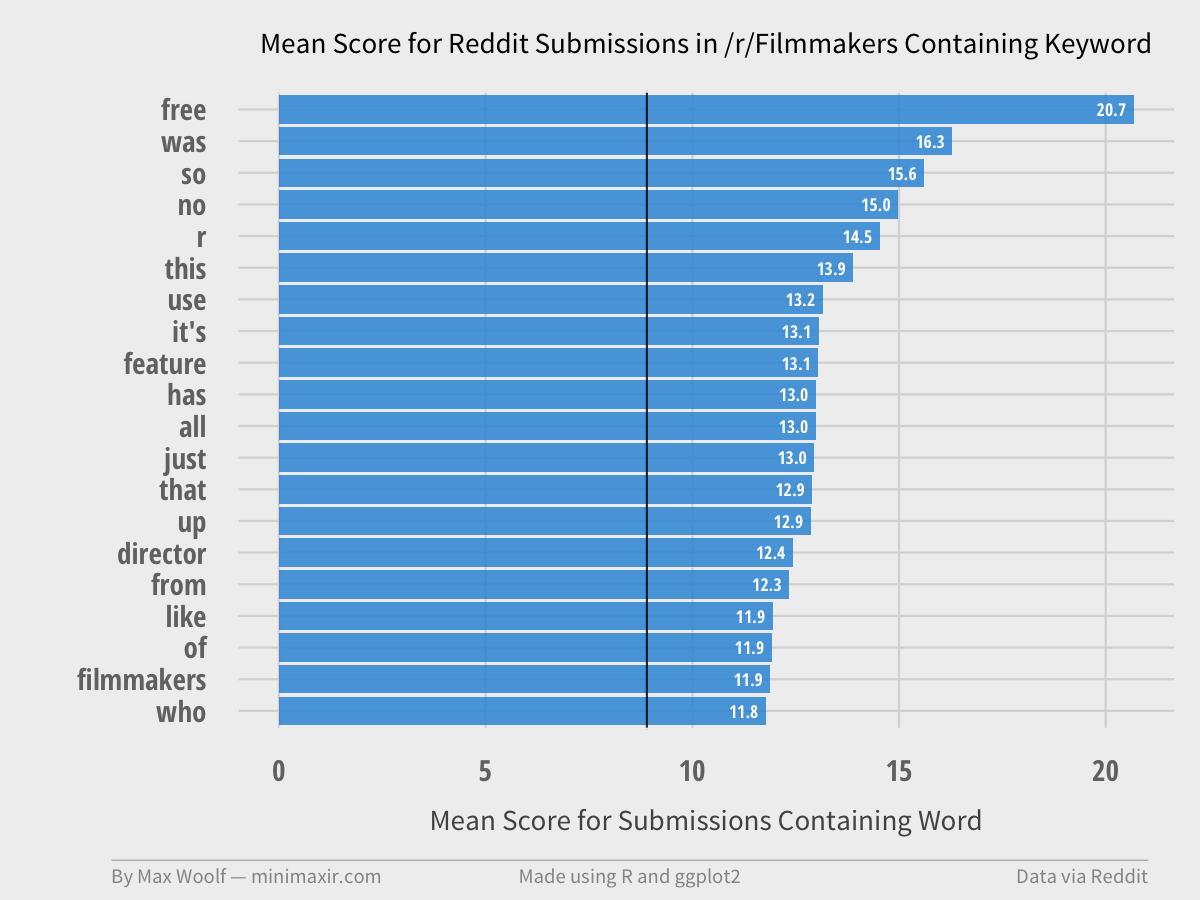 Mean Score for Reddit Submissions in /r/Filmmakers Containing Keyword
free 20.7
was 16.3
so 15.6
no 15.0
r 14.5
this 13.9
use 13.2
it's 13.1
feature 13.1
has 13.0
all 13.0
just 13.0
that 12.9
up 12.9
director 12.4
from 12.3
like 11.9
of 11.9
filmmakers 11.9
who 11.8
0 5 10 15 20
Mean Score for Submissions Containing Word
By Max Woolf — minimaxir.com Made using R and ggplot2 Data via Reddit